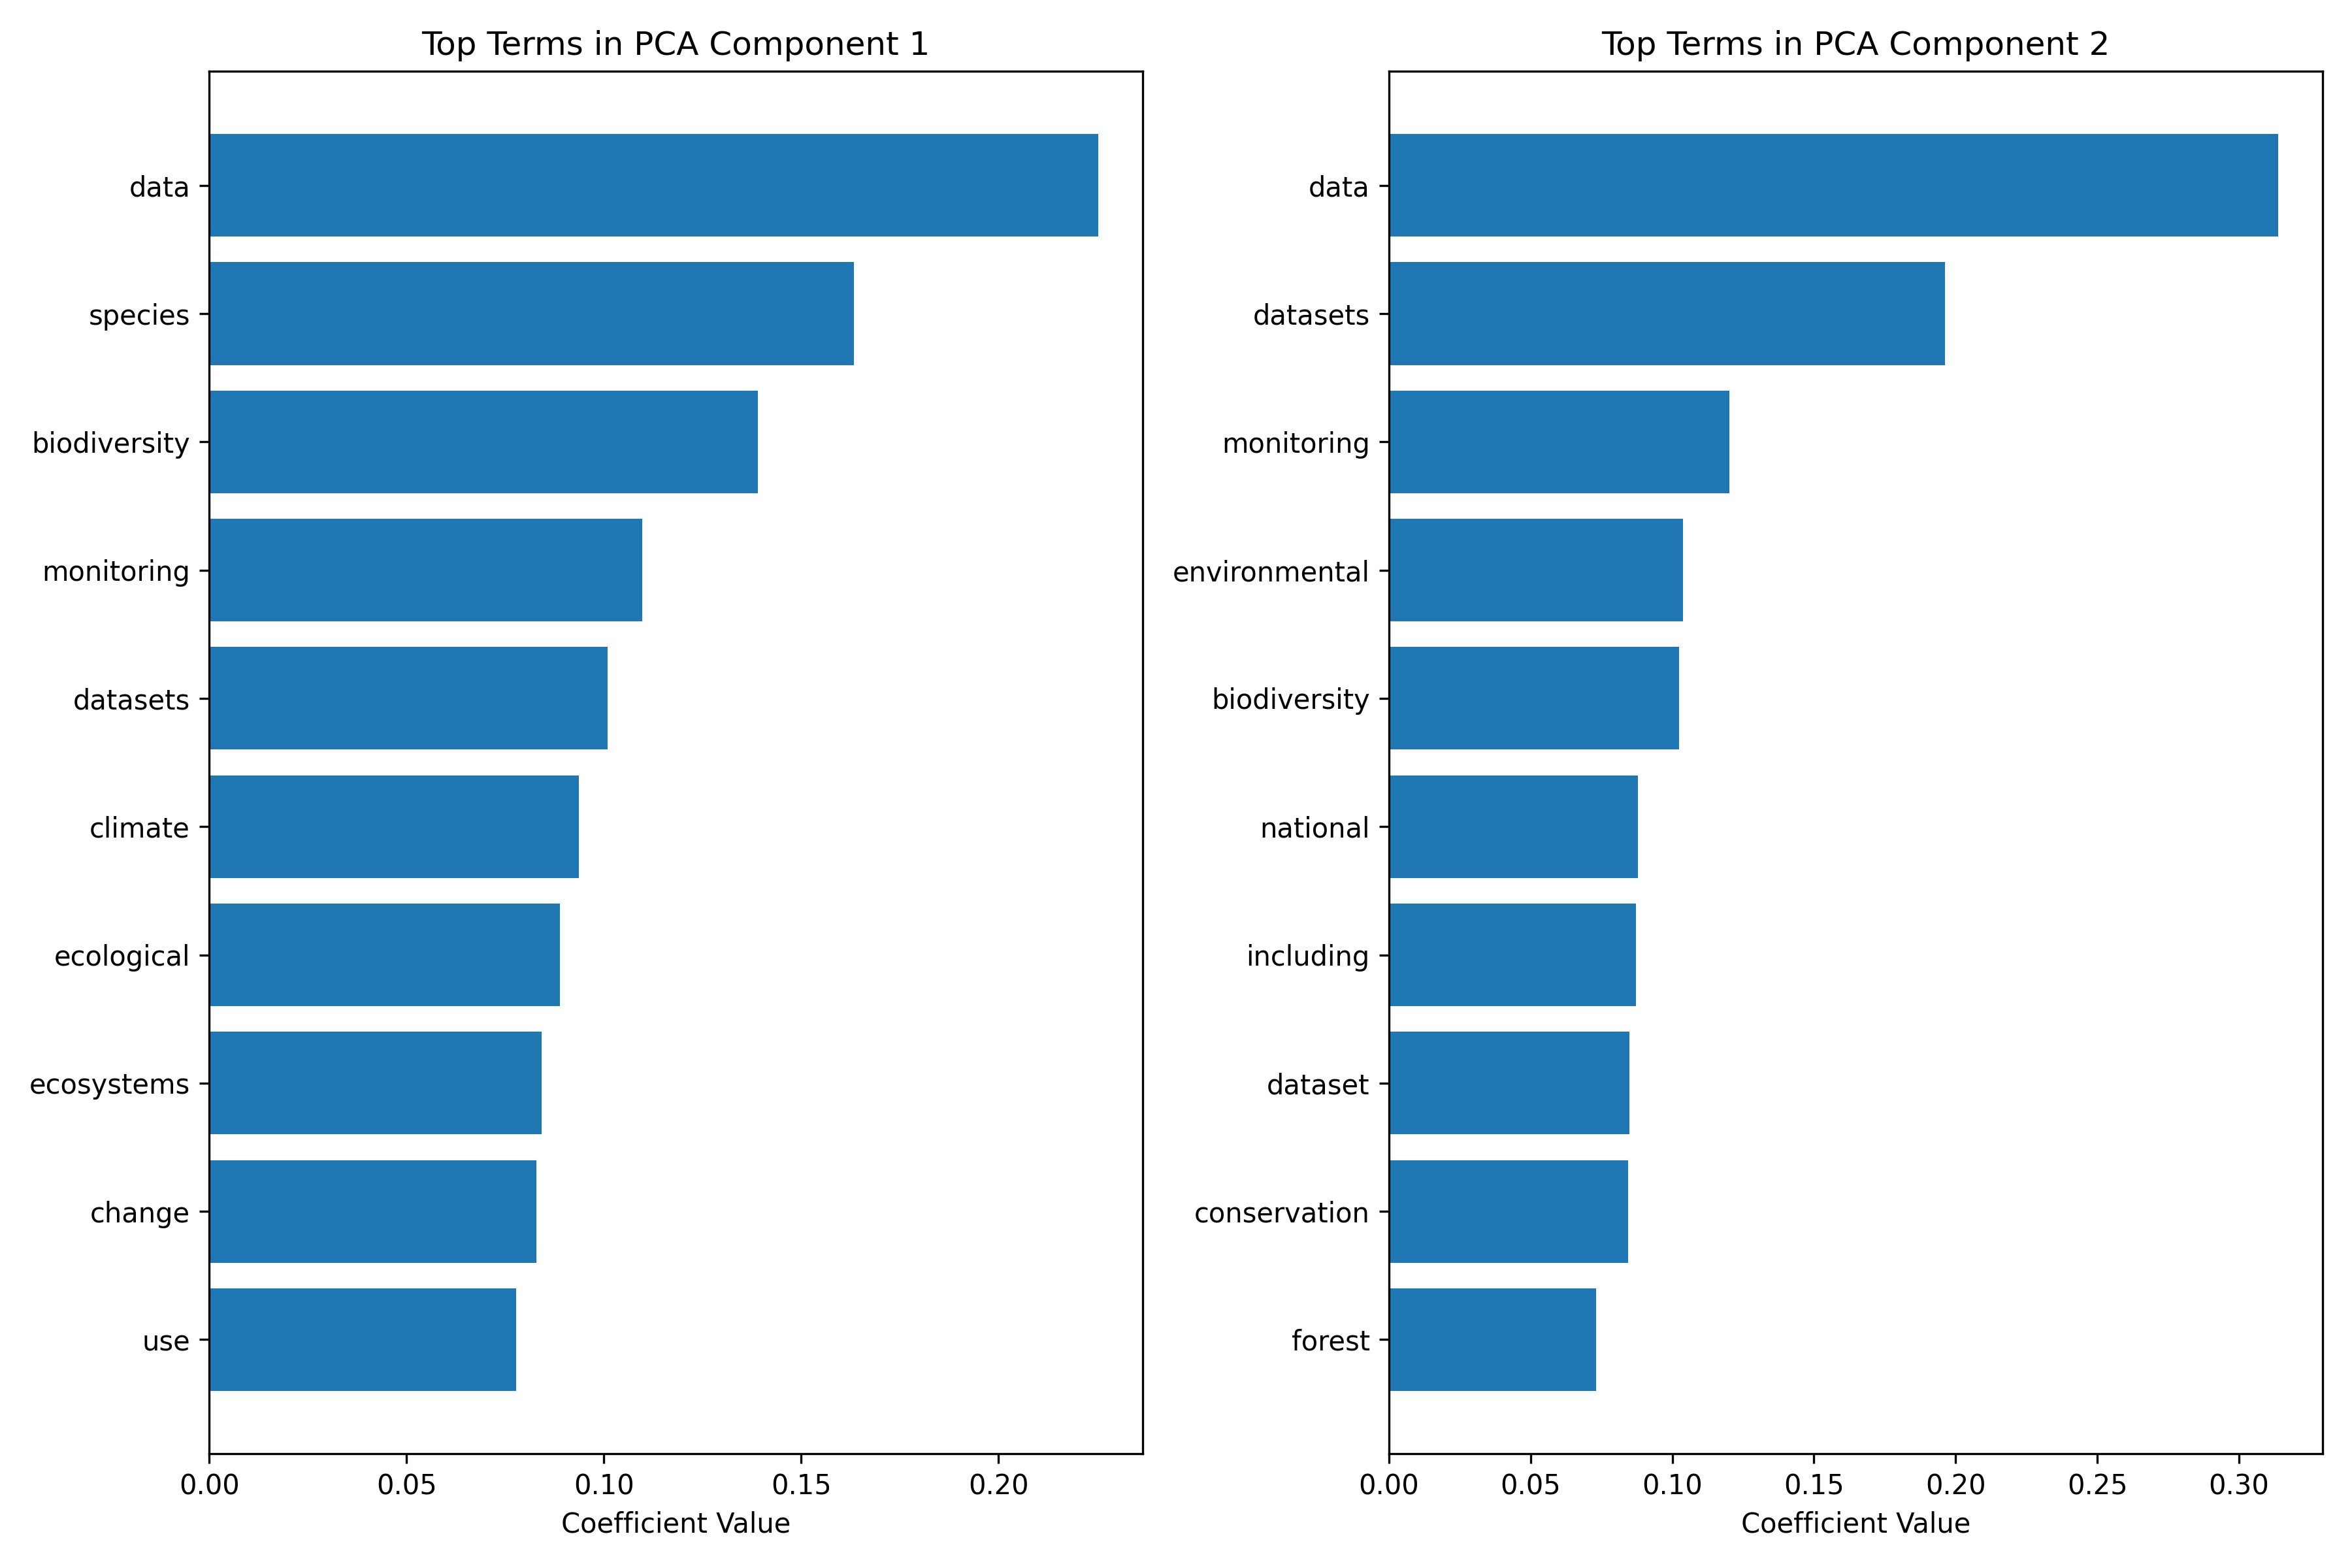 Top Terms in PCA Component 1
data
species
biodiversity
monitoring
datasets
climate
ecological
ecosystems
change
use
0.00 0.05 0.10 0.15 0.20
Coefficient Value
Top Terms in PCA Component 2
data
datasets
monitoring
environmental
biodiversity
national
including
dataset
conservation
forest
0.00 0.05 0.10 0.15 0.20 0.25 0.30
Coefficient Value